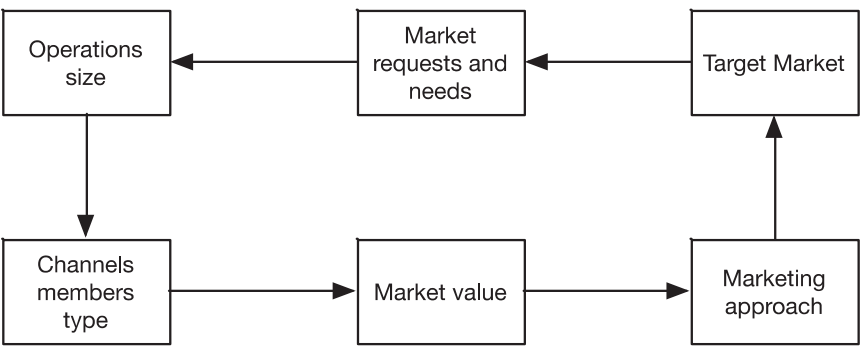 Operations
size
Market
requests and
needs
Target Market
Channels
members
type
Market value
Marketing
approach